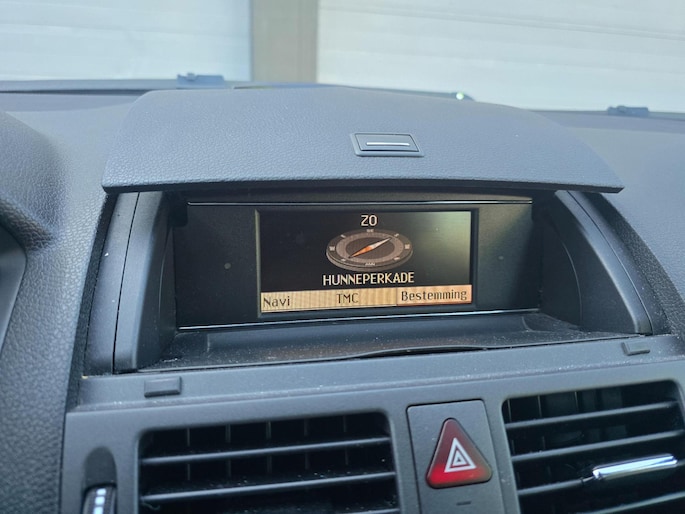 ZO
HUNNEPERKADE
Navi TMC Bestemming